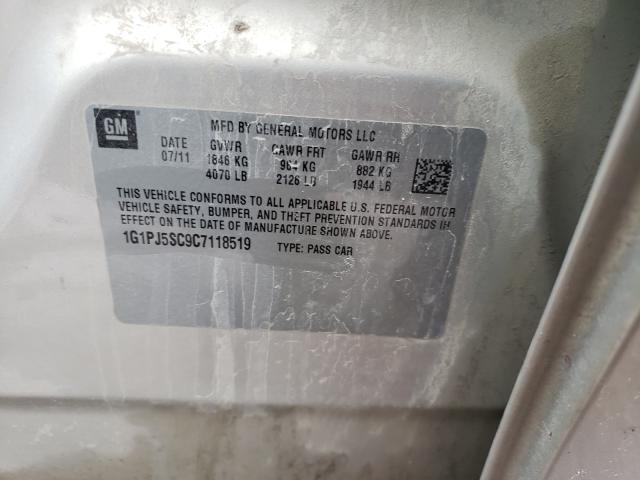 GM
MFD BY GENERAL MOTORS LLC
DATE GVWR GAWR FRT GAWR RR
07/11 1846 KG 964 KG 882 KG
4070 LB 2126 LB 1944 LB
THIS VEHICLE CONFORMS TO ALL APPLICABLE U.S. FEDERAL MOTOR
VEHICLE SAFETY, BUMPER, AND THEFT PREVENTION STANDARDS IN
EFFECT ON THE DATE OF MANUFACTURE SHOWN ABOVE.
1G1PJ5SC9C7118519 TYPE: PASS CAR